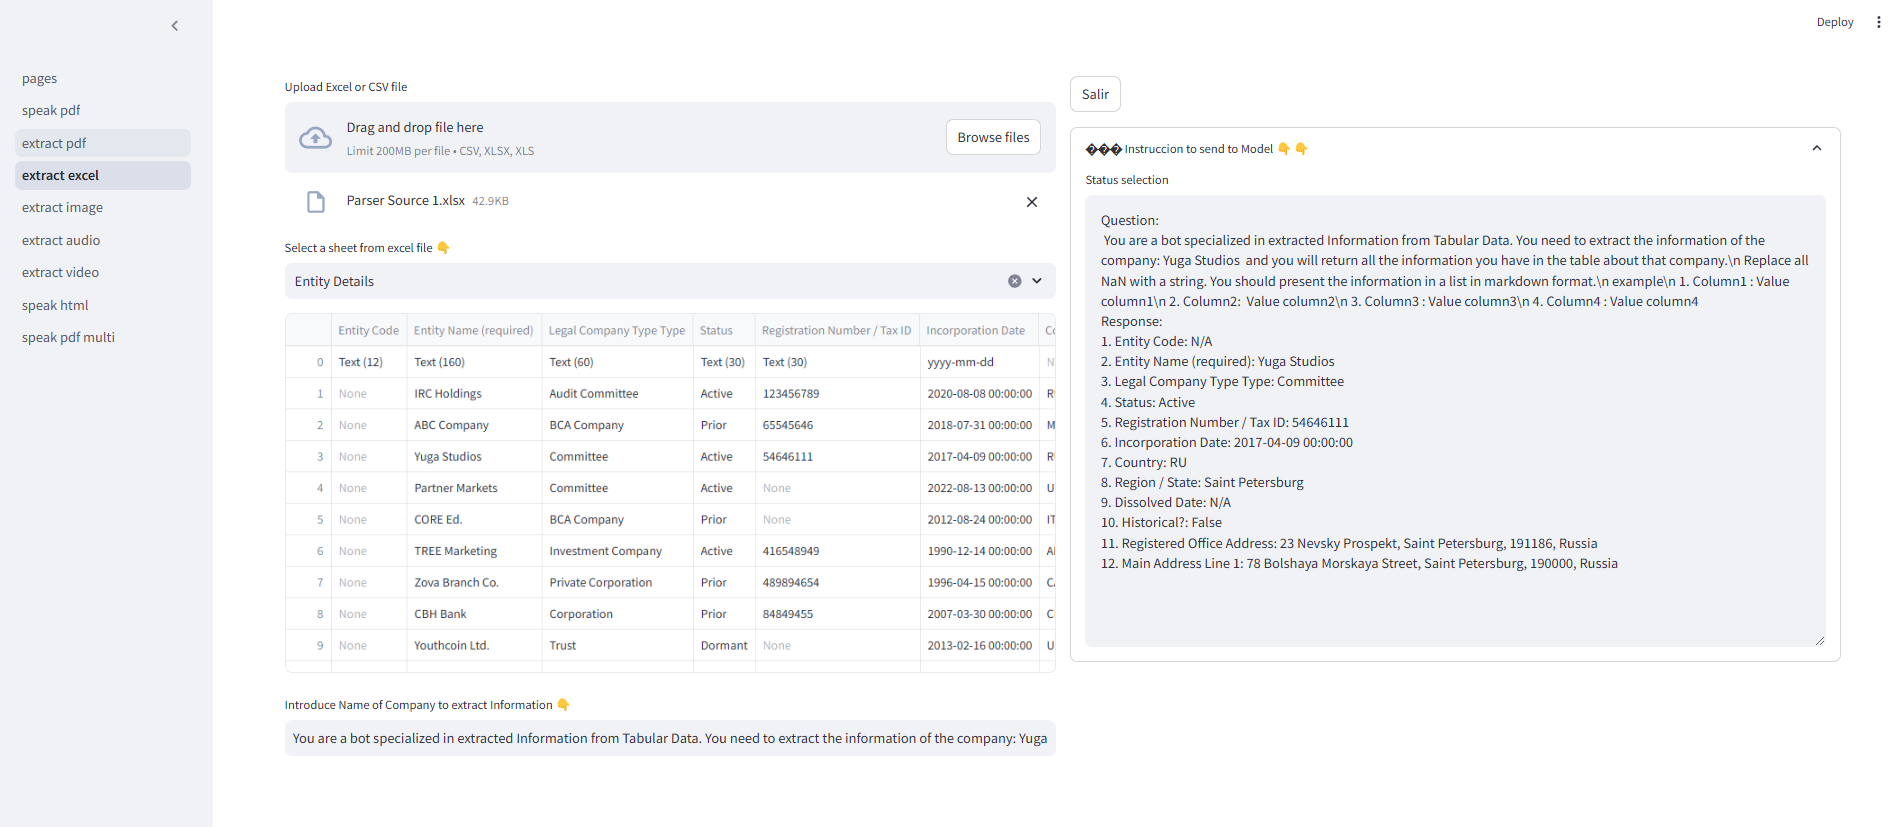 Deploy
pages
speak pdf
extract pdf
extract excel
extract image
extract audio
extract video
speak html
speak pdf multi
Upload Excel or CSV file
Drag and drop file here
Limit 200MB per file • CSV, XLSX, XLS
Browse files
Parser Source 1.xlsx 42.9KB
Select a sheet from excel file 👇
Entity Details
Entity Code Entity Name (required) Legal Company Type Type Status Registration Number / Tax ID Incorporation Date
0 Text (12) Text (160) Text (60) Text (30) Text (30) yyyy-mm-dd N
1 None IRC Holdings Audit Committee Active 123456789 2020-08-08 00:00:00
2 None ABC Company BCA Company Prior 65545646 2018-07-31 00:00:00 M
3 None Yuga Studios Committee Active 54646111 2017-04-09 00:00:00
4 None Partner Markets Committee Active None 2022-08-13 00:00:00 U
5 None CORE Ed. BCA Company Prior None 2012-08-24 00:00:00 IT
6 None TREE Marketing Investment Company Active 416548949 1990-12-14 00:00:00
7 None Zova Branch Co. Private Corporation Prior 489894654 1996-04-15 00:00:00
8 None CBH Bank Corporation Prior 84849455 2007-03-30 00:00:00
9 None Youthcoin Ltd. Trust Dormant None 2013-02-16 00:00:00 U
Introduce Name of Company to extract Information 👇
You are a bot specialized in extracted Information from Tabular Data. You need to extract the information of the company: Yuga
Salir
��� Instruccion to send to Model 👇 👇
Status selection
Question:
You are a bot specialized in extracted Information from Tabular Data. You need to extract the information of the
company: Yuga Studios and you will return all the information you have in the table about that company.\n Replace all
NaN with a string. You should present the information in a list in markdown format.\n example\n 1. Column1 : Value
column1\n 2. Column2: Value column2\n 3. Column3 : Value column3\n 4. Column4 : Value column4
Response:
1. Entity Code: N/A
2. Entity Name (required): Yuga Studios
3. Legal Company Type Type: Committee
4. Status: Active
5. Registration Number / Tax ID: 54646111
6. Incorporation Date: 2017-04-09 00:00:00
7. Country: RU
8. Region / State: Saint Petersburg
9. Dissolved Date: N/A
10. Historical?: False
11. Registered Office Address: 23 Nevsky Prospekt, Saint Petersburg, 191186, Russia
12. Main Address Line 1: 78 Bolshaya Morskaya Street, Saint Petersburg, 190000, Russia